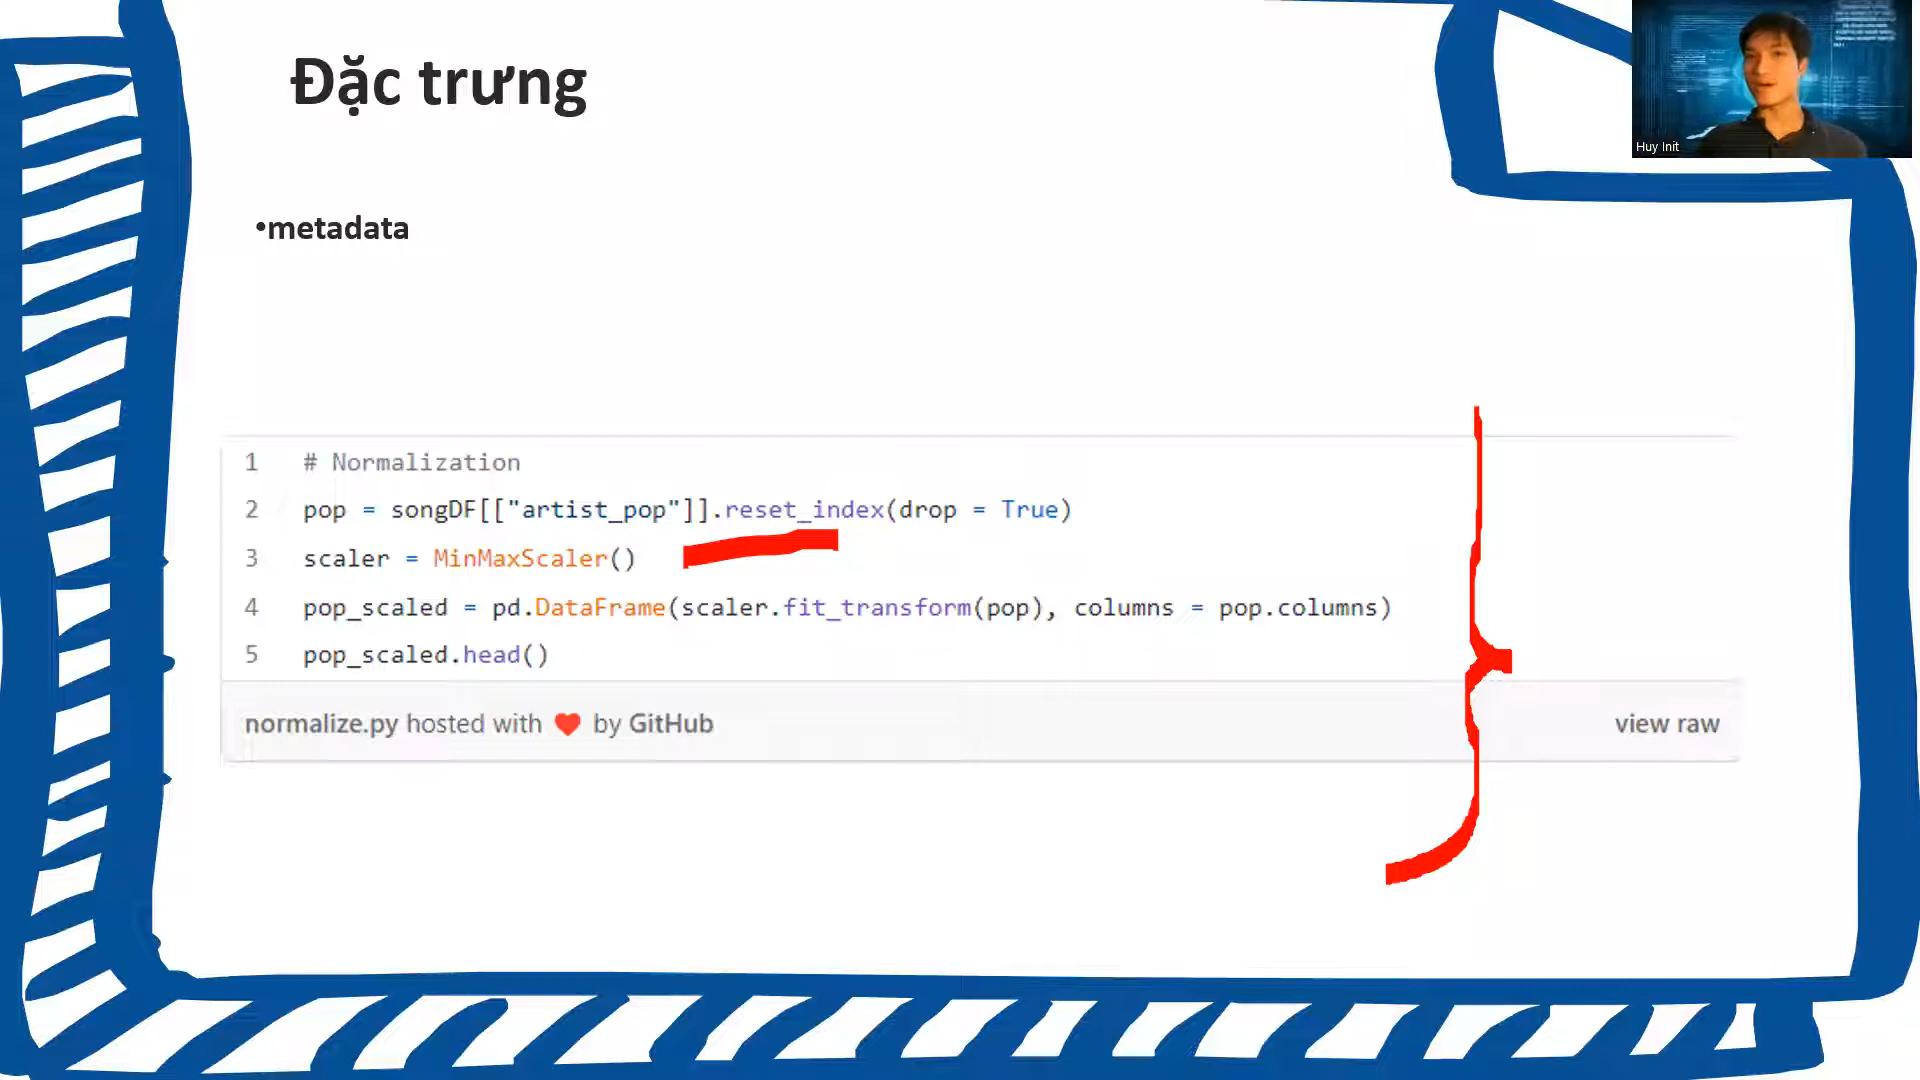 Đặc trưng
Huy Init
•metadata
1 # Normalization
2 pop = songDF[["artist_pop"]].reset_index(drop = True)
3 scaler = MinMaxScaler()
4 pop_scaled = pd.DataFrame(scaler.fit_transform(pop), columns = pop.columns)
5 pop_scaled.head()
normalize.py hosted with ❤ by GitHub
view raw